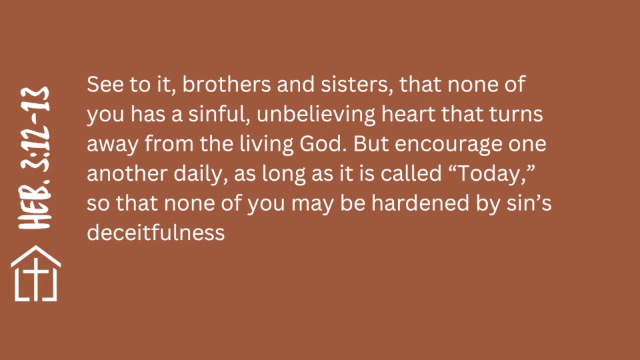 HEB. 3:12-13
See to it, brothers and sisters, that none of
you has a sinful, unbelieving heart that turns
away from the living God. But encourage one
another daily, as long as it is called “Today,”
so that none of you may be hardened by sin’s
deceitfulness